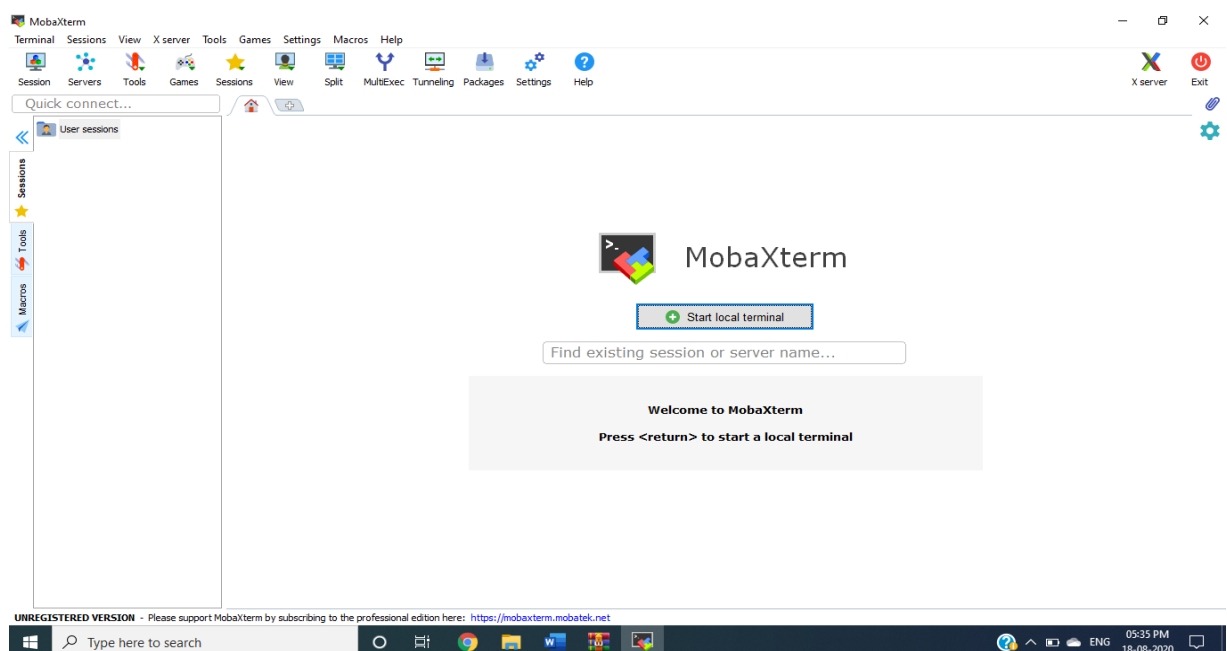 MobaXterm
Terminal Sessions View X server Tools Games Settings Macros Help
Session Servers Tools Games Sessions View Split MultiExec Tunneling Packages Settings Help X server Exit
Quick connect...
User sessions
Sessions
Tools
Macros
>_ MobaXterm
Start local terminal
Find existing session or server name...
Welcome to MobaXterm
Press <return> to start a local terminal
UNREGISTERED VERSION - Please support MobaXterm by subscribing to the professional edition here: https://mobaxterm.mobatek.net
Type here to search
ENG
05:35 PM
18-08-2020